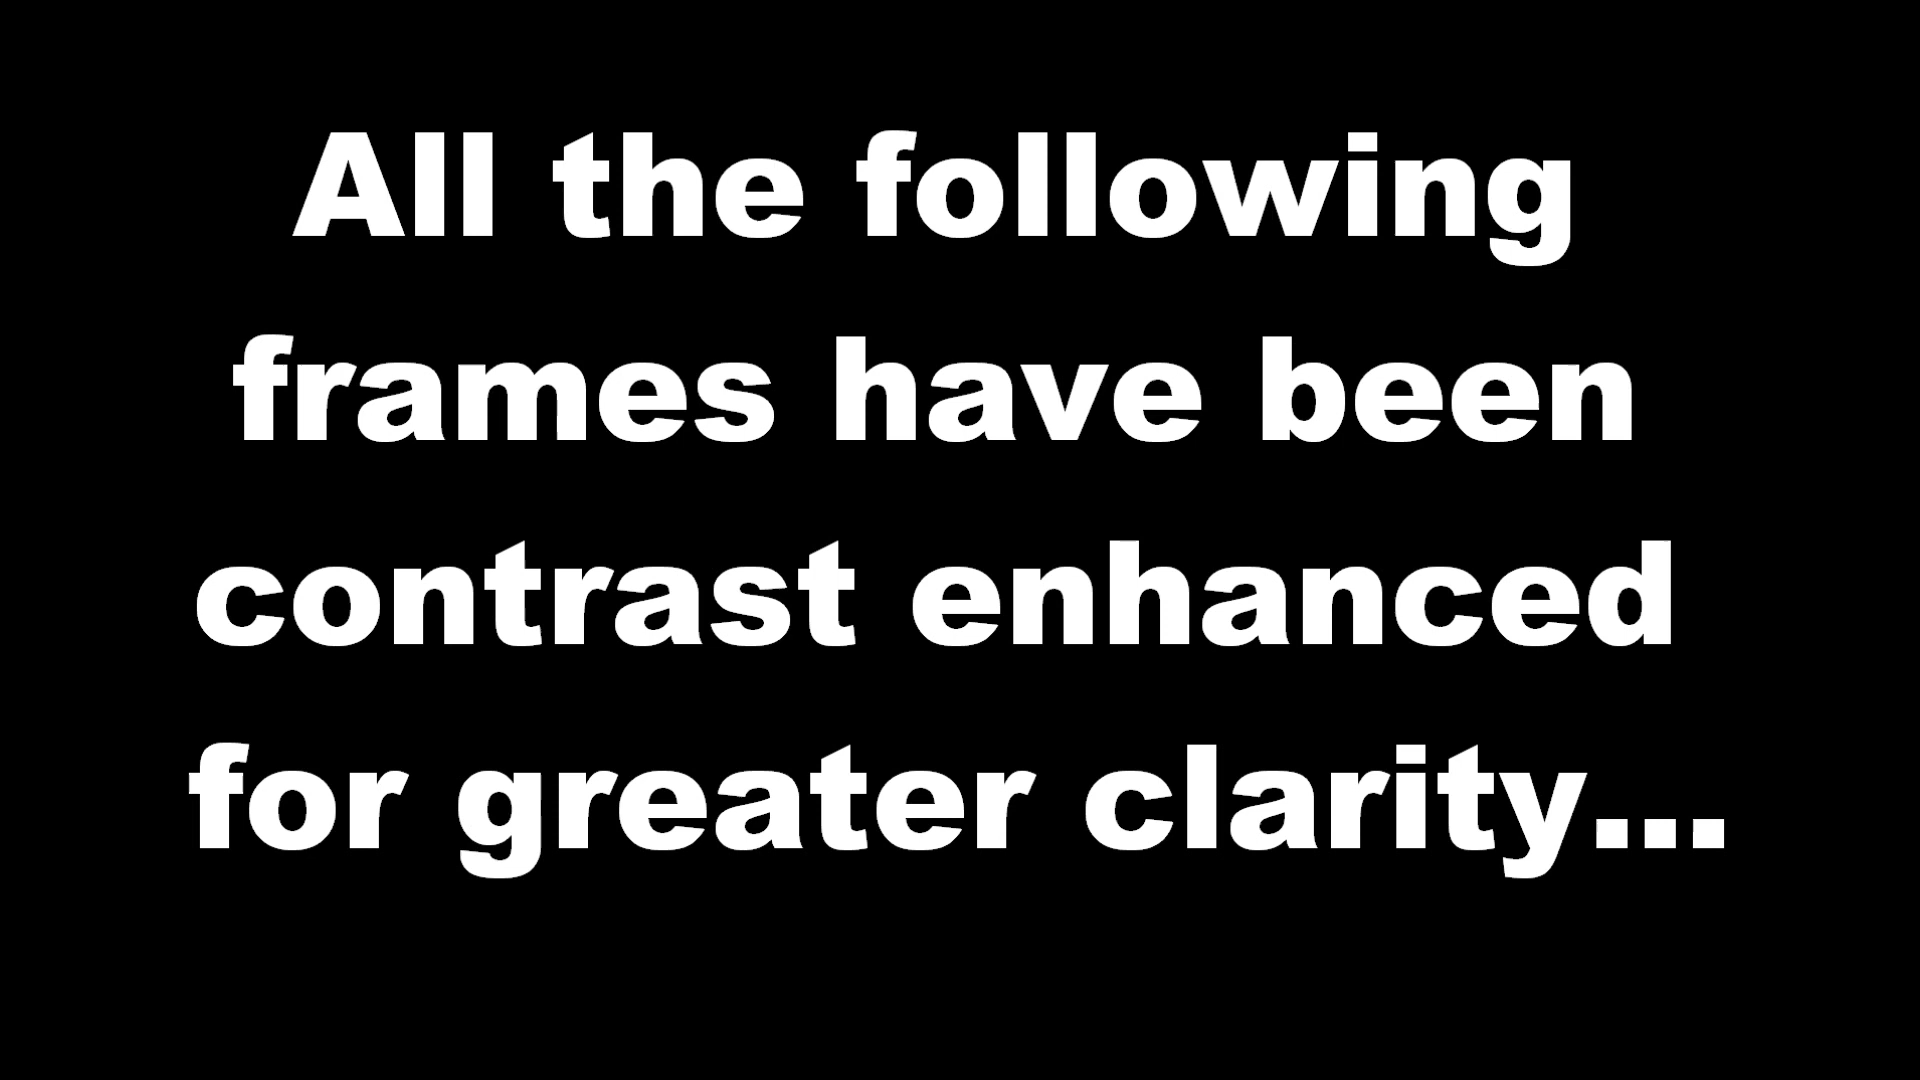 All the following
frames have been
contrast enhanced
for greater clarity...